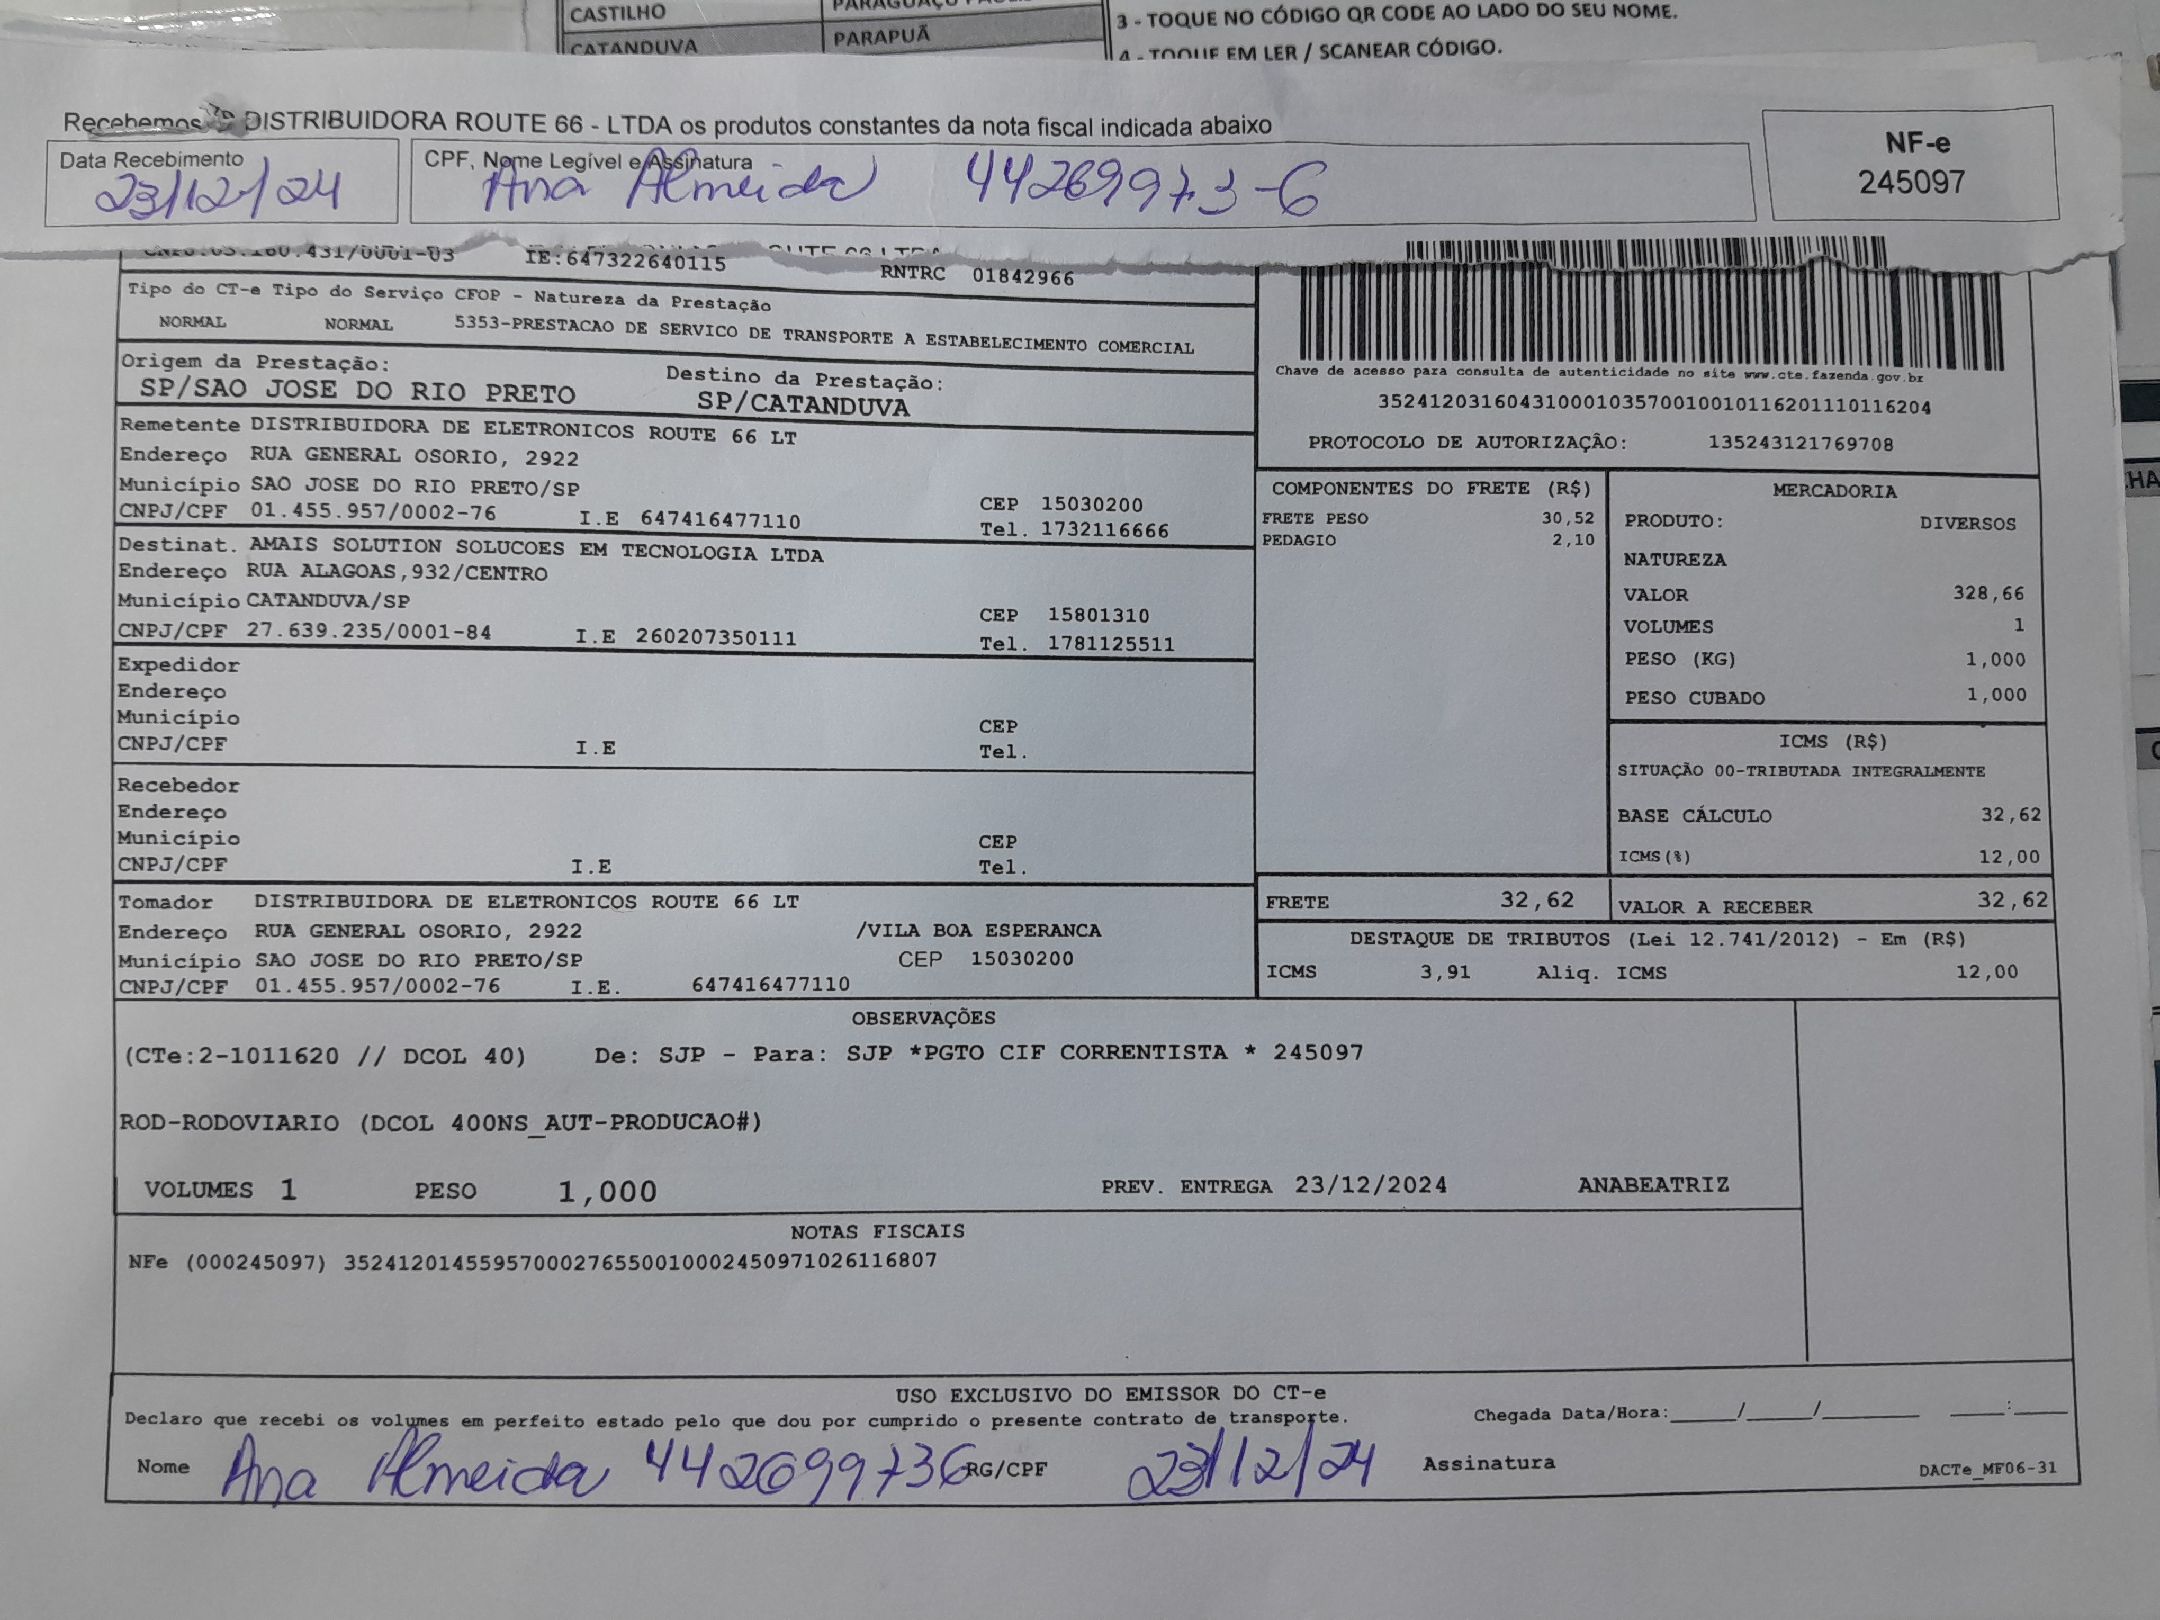 CASTILHO
CATANDUVA PARAPUÃ
3 - TOQUE NO CÓDIGO QR CODE AO LADO DO SEU NOME.
4 - TOQUE EM LER / SCANEAR CÓDIGO.
Recebemos DISTRIBUIDORA ROUTE 66 - LTDA os produtos constantes da nota fiscal indicada abaixo
NF-e
245097
Data Recebimento
23/12/24
CPF, Nome Legível e Assinatura
Ana Almeida 44269973-6
IE:647322640115
RNTRC 01842966
Tipo do CT-e Tipo do Serviço CFOP - Natureza da Prestação
NORMAL NORMAL 5353-PRESTACAO DE SERVICO DE TRANSPORTE A ESTABELECIMENTO COMERCIAL
Origem da Prestação:
SP/SAO JOSE DO RIO PRETO
Destino da Prestação:
SP/CATANDUVA
Chave de acesso para consulta de autenticidade no site www.cte.fazenda.gov.br
35241203160431000103570010010116201110116204
PROTOCOLO DE AUTORIZAÇÃO: 135243121769708
Remetente DISTRIBUIDORA DE ELETRONICOS ROUTE 66 LT
Endereço RUA GENERAL OSORIO, 2922
Município SAO JOSE DO RIO PRETO/SP CEP 15030200
CNPJ/CPF 01.455.957/0002-76 I.E 647416477110 Tel. 1732116666
Destinat. AMAIS SOLUTION SOLUCOES EM TECNOLOGIA LTDA
Endereço RUA ALAGOAS,932/CENTRO
Município CATANDUVA/SP CEP 15801310
CNPJ/CPF 27.639.235/0001-84 I.E 260207350111 Tel. 1781125511
Expedidor
Endereço
Município CEP
CNPJ/CPF I.E Tel.
Recebedor
Endereço
Município CEP
CNPJ/CPF I.E Tel.
Tomador DISTRIBUIDORA DE ELETRONICOS ROUTE 66 LT
Endereço RUA GENERAL OSORIO, 2922 /VILA BOA ESPERANCA
Município SAO JOSE DO RIO PRETO/SP CEP 15030200
CNPJ/CPF 01.455.957/0002-76 I.E. 647416477110
COMPONENTES DO FRETE (R$)
FRETE PESO 30,52
PEDAGIO 2,10
MERCADORIA
PRODUTO: DIVERSOS
NATUREZA
VALOR 328,66
VOLUMES 1
PESO (KG) 1,000
PESO CUBADO 1,000
ICMS (R$)
SITUAÇÃO 00-TRIBUTADA INTEGRALMENTE
BASE CÁLCULO 32,62
ICMS(%) 12,00
FRETE 32,62 VALOR A RECEBER 32,62
DESTAQUE DE TRIBUTOS (Lei 12.741/2012) - Em (R$)
ICMS 3,91 Aliq. ICMS 12,00
OBSERVAÇÕES
(CTe:2-1011620 // DCOL 40) De: SJP - Para: SJP *PGTO CIF CORRENTISTA * 245097
ROD-RODOVIARIO (DCOL 400NS_AUT-PRODUCAO#)
VOLUMES 1 PESO 1,000 PREV. ENTREGA 23/12/2024 ANABEATRIZ
NOTAS FISCAIS
NFe (000245097) 35241201455957000276550010002450971026116807
USO EXCLUSIVO DO EMISSOR DO CT-e
Declaro que recebi os volumes em perfeito estado pelo que dou por cumprido o presente contrato de transporte. Chegada Data/Hora:____/____/______ ____:____
Nome Ana Almeida 442699736 RG/CPF 23/12/24 Assinatura DACTe_MF06-31